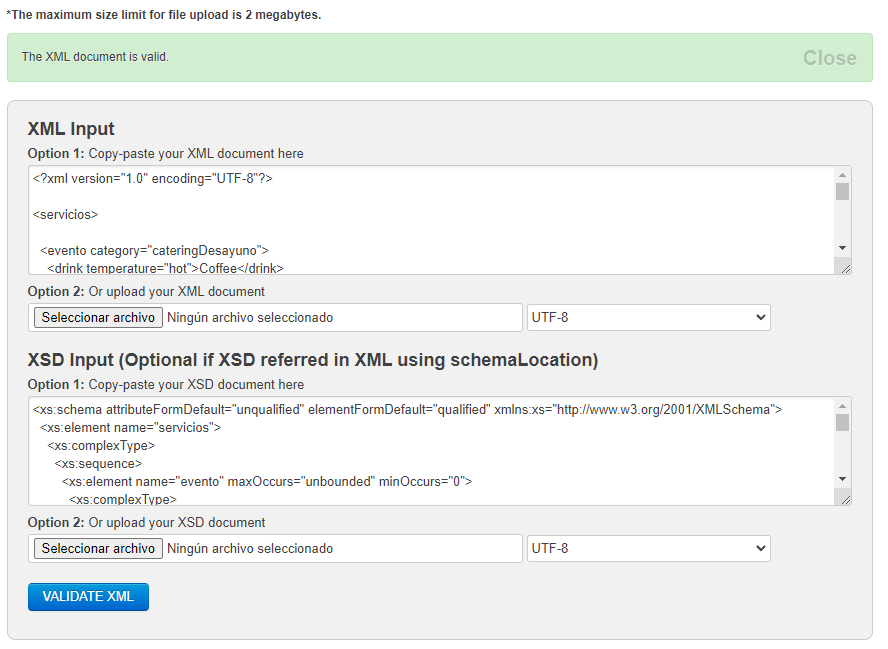 *The maximum size limit for file upload is 2 megabytes.
The XML document is valid.
Close
XML Input
Option 1: Copy-paste your XML document here
<?xml version="1.0" encoding="UTF-8"?>
<servicios>
<evento category="cateringDesayuno">
<drink temperature="hot">Coffee</drink>
Option 2: Or upload your XML document
Seleccionar archivo Ningún archivo seleccionado
UTF-8
XSD Input (Optional if XSD referred in XML using schemaLocation)
Option 1: Copy-paste your XSD document here
<xs:schema attributeFormDefault="unqualified" elementFormDefault="qualified" xmlns:xs="http://www.w3.org/2001/XMLSchema">
<xs:element name="servicios">
<xs:complexType>
<xs:sequence>
<xs:element name="evento" maxOccurs="unbounded" minOccurs="0">
<xs:complexType>
Option 2: Or upload your XSD document
Seleccionar archivo Ningún archivo seleccionado
UTF-8
VALIDATE XML